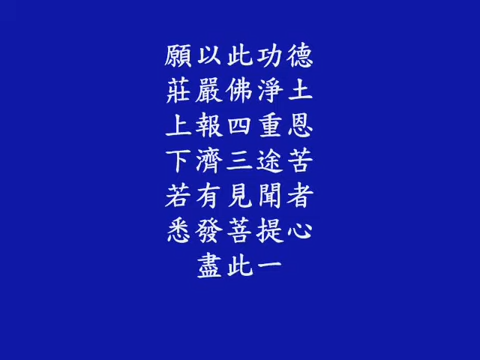 願以此功德
莊嚴佛淨土
上報四重恩
下濟三途苦
若有見聞者
悉發菩提心
盡此一